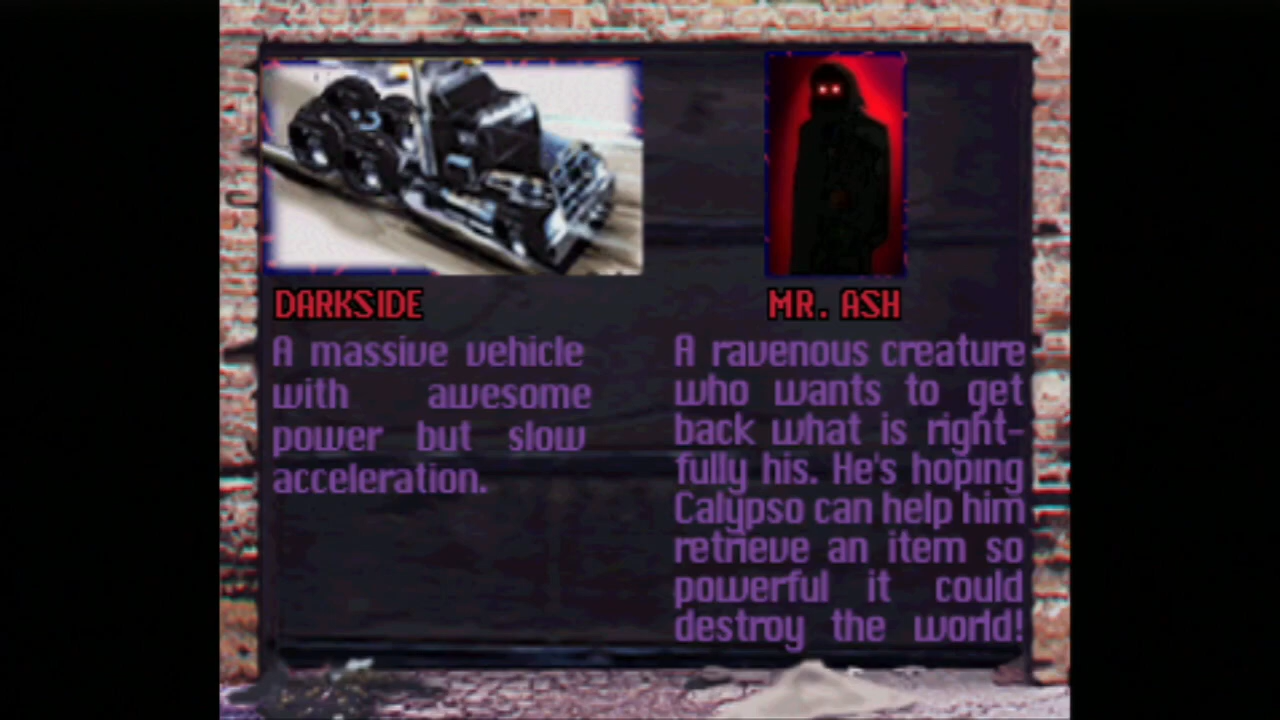 DARKSIDE
A massive vehicle
with awesome
power but slow
acceleration.
MR. ASH
A ravenous creature
who wants to get
back what is right-
fully his. He's hoping
Calypso can help him
retrieve an item so
powerful it could
destroy the world!